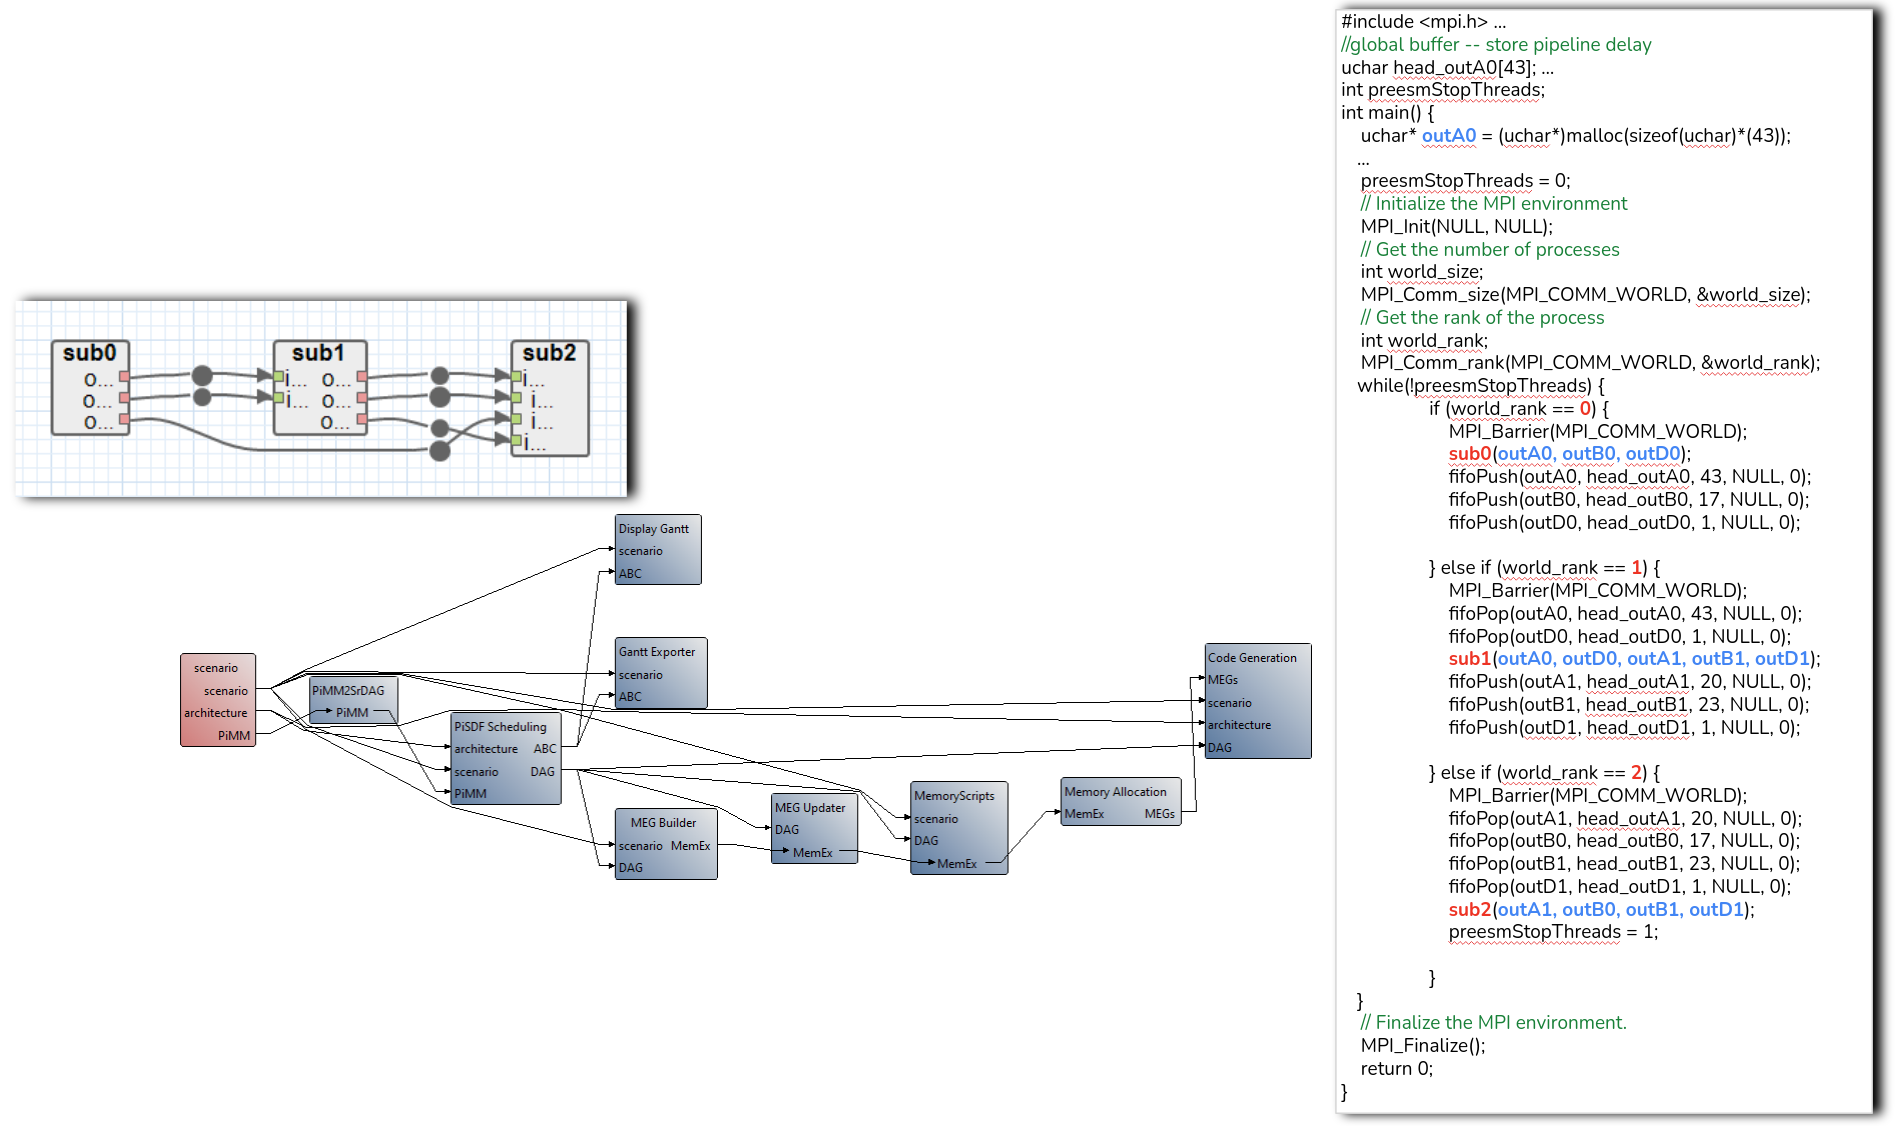 sub0
o...
o...
o...
sub1
i... o...
i... o...
o...
sub2
i...
i...
i...
i...
Display Gantt
scenario
ABC
Gantt Exporter
scenario
ABC
scenario
scenario
architecture
PiMM
PiMM2SrDAG
PiMM
PiSDF Scheduling
architecture ABC
scenario DAG
PiMM
MEG Builder
scenario MemEx
DAG
MEG Updater
DAG
MemEx
MemoryScripts
scenario
DAG
MemEx
Memory Allocation
MemEx MEGs
Code Generation
MEGs
scenario
architecture
DAG
#include <mpi.h> ...
//global buffer -- store pipeline delay
uchar head_outA0[43]; ...
int preesmStopThreads;
int main() {
uchar* outA0 = (uchar*)malloc(sizeof(uchar)*(43));
...
preesmStopThreads = 0;
// Initialize the MPI environment
MPI_Init(NULL, NULL);
// Get the number of processes
int world_size;
MPI_Comm_size(MPI_COMM_WORLD, &world_size);
// Get the rank of the process
int world_rank;
MPI_Comm_rank(MPI_COMM_WORLD, &world_rank);
while(!preesmStopThreads) {
if (world_rank == 0) {
MPI_Barrier(MPI_COMM_WORLD);
sub0(outA0, outB0, outD0);
fifoPush(outA0, head_outA0, 43, NULL, 0);
fifoPush(outB0, head_outB0, 17, NULL, 0);
fifoPush(outD0, head_outD0, 1, NULL, 0);
} else if (world_rank == 1) {
MPI_Barrier(MPI_COMM_WORLD);
fifoPop(outA0, head_outA0, 43, NULL, 0);
fifoPop(outD0, head_outD0, 1, NULL, 0);
sub1(outA0, outD0, outA1, outB1, outD1);
fifoPush(outA1, head_outA1, 20, NULL, 0);
fifoPush(outB1, head_outB1, 23, NULL, 0);
fifoPush(outD1, head_outD1, 1, NULL, 0);
} else if (world_rank == 2) {
MPI_Barrier(MPI_COMM_WORLD);
fifoPop(outA1, head_outA1, 20, NULL, 0);
fifoPop(outB0, head_outB0, 17, NULL, 0);
fifoPop(outB1, head_outB1, 23, NULL, 0);
fifoPop(outD1, head_outD1, 1, NULL, 0);
sub2(outA1, outB0, outB1, outD1);
preesmStopThreads = 1;
}
}
// Finalize the MPI environment.
MPI_Finalize();
return 0;
}